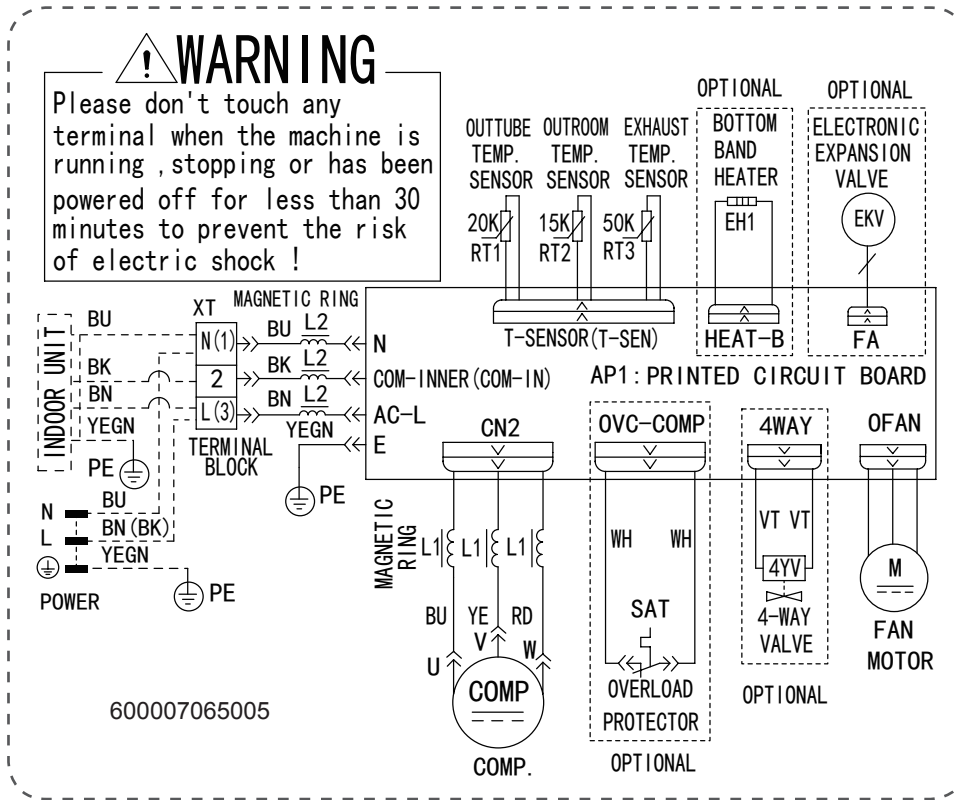 WARNING
Please don't touch any
terminal when the machine is
running ,stopping or has been
powered off for less than 30
minutes to prevent the risk
of electric shock !
OUTTUBE
TEMP.
SENSOR
OUTROOM
TEMP.
SENSOR
EXHAUST
TEMP.
SENSOR
20K
RT1
15K
RT2
50K
RT3
T-SENSOR(T-SEN)
OPTIONAL
BOTTOM
BAND
HEATER
EH1
HEAT-B
OPTIONAL
ELECTRONIC
EXPANSION
VALVE
EKV
FA
INDOOR UNIT
BU
BK
BN
YEGN
PE
XT
N(1)
2
L(3)
TERMINAL
BLOCK
MAGNETIC RING
BU L2
BK L2
BN L2
YEGN
PE
N
COM-INNER(COM-IN)
AC-L
E
AP1:PRINTED CIRCUIT BOARD
N
L
POWER
BU
BN(BK)
YEGN
PE
CN2
MAGNETIC
RING
L1 L1 L1
BU YE RD
U V W
COMP
COMP.
OVC-COMP
WH WH
SAT
OVERLOAD
PROTECTOR
OPTIONAL
4WAY
VT VT
4YV
4-WAY
VALVE
OPTIONAL
OFAN
M
FAN
MOTOR
600007065005